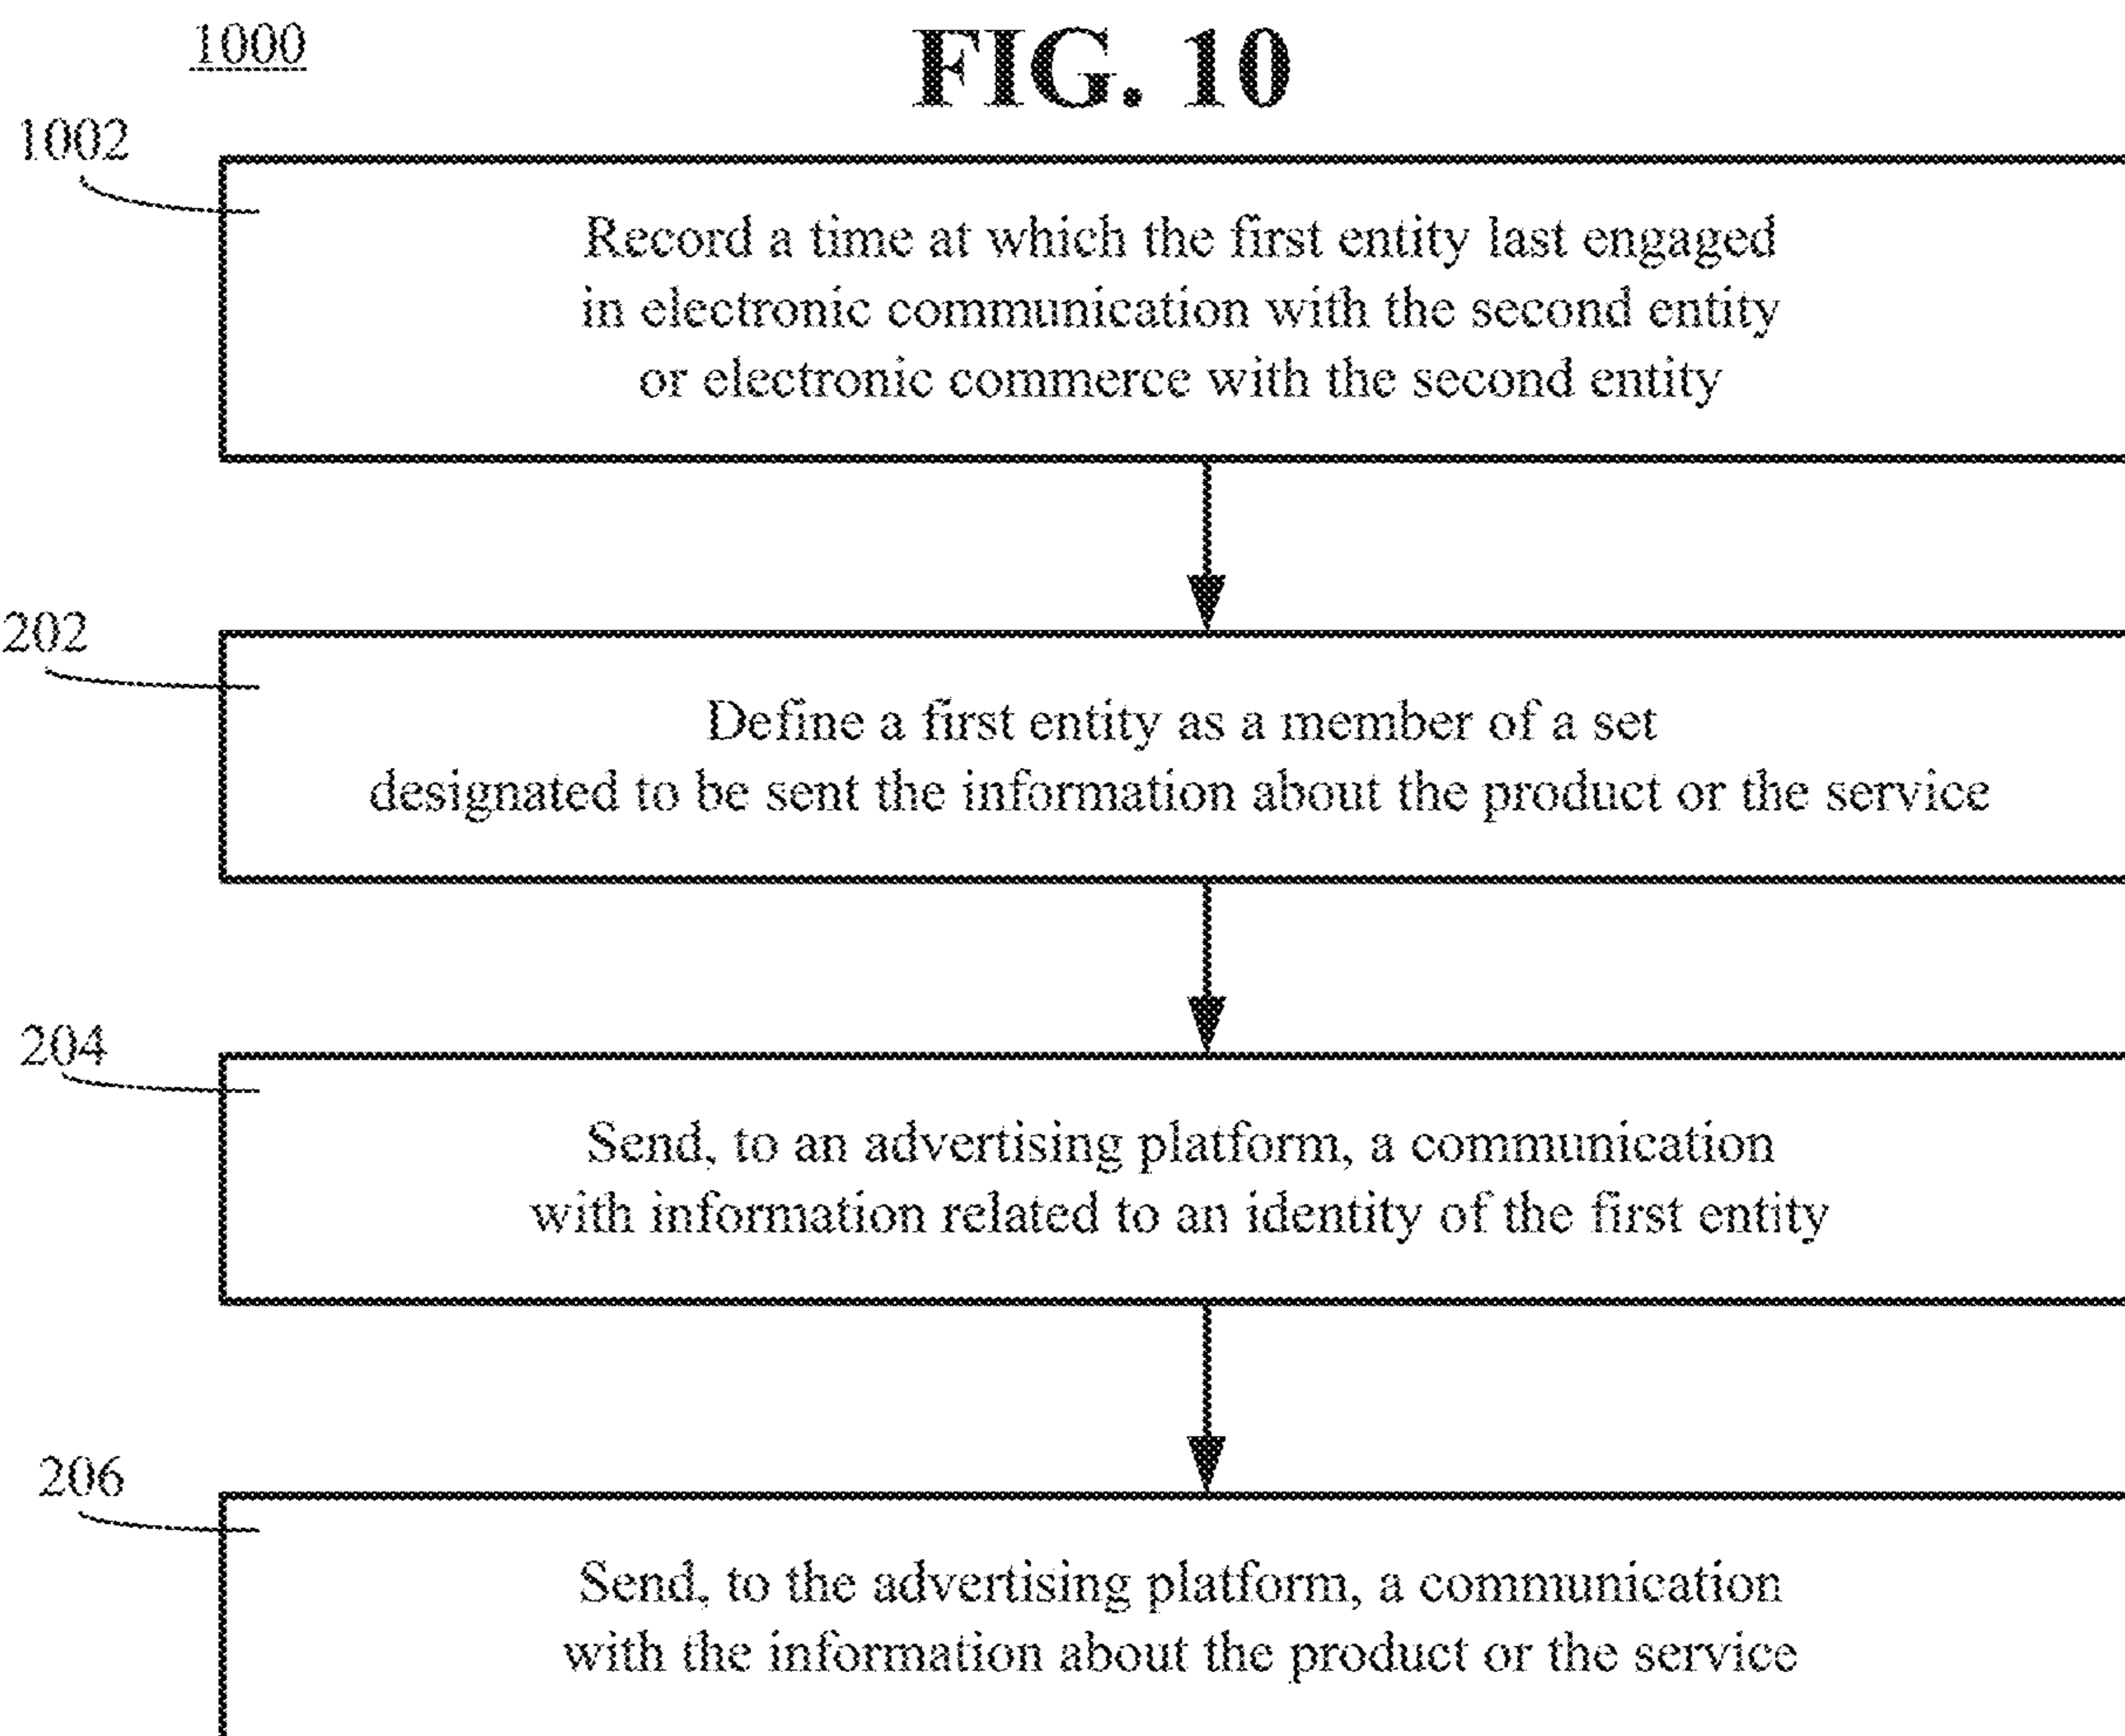 1000
FIG. 10
1002
Record a time at which the first entity last engaged
in electronic communication with the second entity
or electronic commerce with the second entity
202
Define a first entity as a member of a set
designated to be sent the information about the product or the service
204
Send, to an advertising platform, a communication
with information related to an identity of the first entity
206
Send, to the advertising platform, a communication
with the information about the product or the service